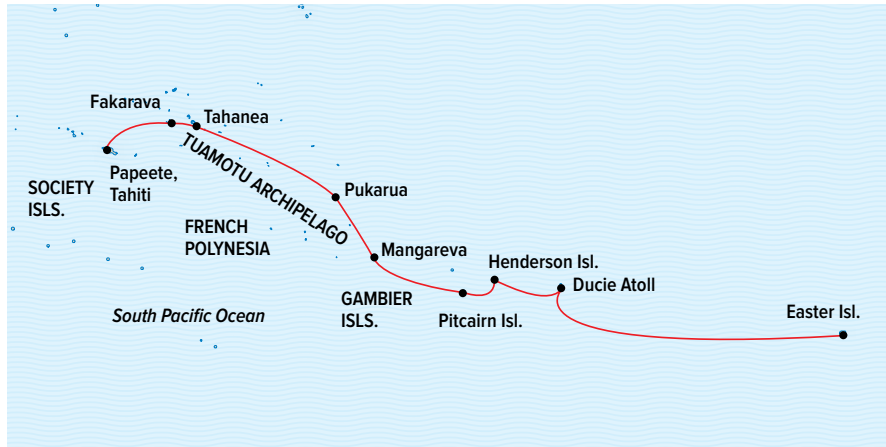 Fakarava
Tahanea
TUAMOTU ARCHIPELAGO
Papeete,
Tahiti
SOCIETY
ISLS.
Pukarua
FRENCH
POLYNESIA
Mangareva
Henderson Isl.
Ducie Atoll
GAMBIER
ISLS.
Pitcairn Isl.
Easter Isl.
South Pacific Ocean